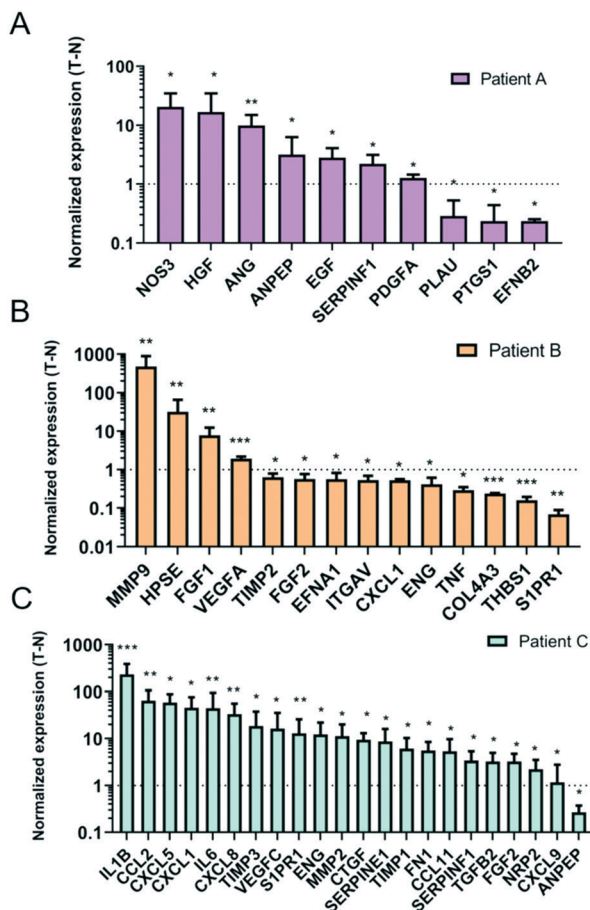 A
Normalized expression (T-N)
100
10
1
0.1
Patient A
* * ** * * * * * * *
NOS3 HGF ANG ANPEP EGF SERPINF1 PDGFA PLAU PTGS1 EFNB2
B
Normalized expression (T-N)
1000
100
10
1
0.1
0.01
Patient B
** ** ** *** * * * * * * * *** *** **
MMP9 HPSE FGF1 VEGFA TIMP2 FGF2 EFNA1 ITGAV CXCL1 ENG TNF COL4A3 THBS1 S1PR1
C
Normalized expression (T-N)
1000
100
10
1
0.1
Patient C
*** ** * * ** ** * * ** * * * * * * * * * * * * *
IL1B CCL2 CXCL5 CXCL1 IL6 CXCL8 TIMP3 VEGFC S1PR1 ENG MMP2 CTGF SERPINE1 TIMP1 FN1 CCL11 SERPINF1 TGFB2 FGF2 NRP2 CXCL9 ANPEP